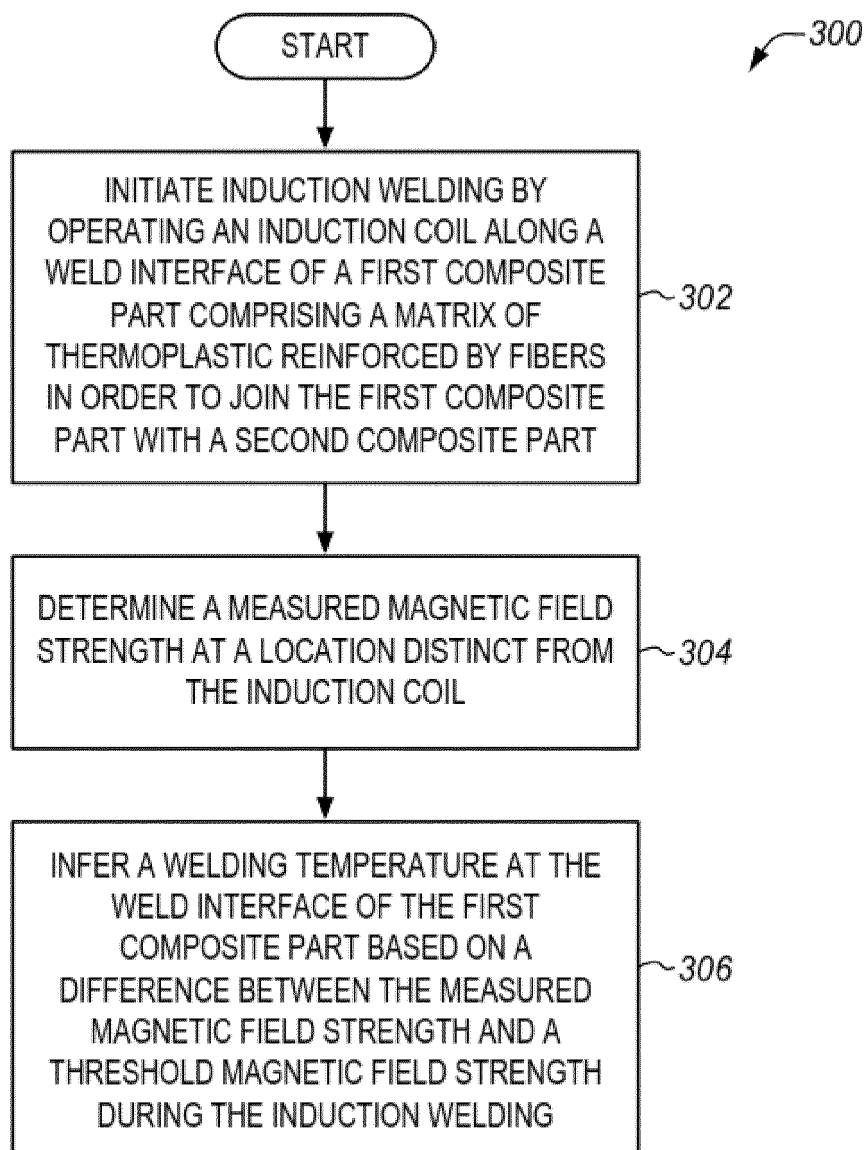 START
300
INITIATE INDUCTION WELDING BY
OPERATING AN INDUCTION COIL ALONG A
WELD INTERFACE OF A FIRST COMPOSITE
PART COMPRISING A MATRIX OF
THERMOPLASTIC REINFORCED BY FIBERS
IN ORDER TO JOIN THE FIRST COMPOSITE
PART WITH A SECOND COMPOSITE PART
302
DETERMINE A MEASURED MAGNETIC FIELD
STRENGTH AT A LOCATION DISTINCT FROM
THE INDUCTION COIL
304
INFER A WELDING TEMPERATURE AT THE
WELD INTERFACE OF THE FIRST
COMPOSITE PART BASED ON A
DIFFERENCE BETWEEN THE MEASURED
MAGNETIC FIELD STRENGTH AND A
THRESHOLD MAGNETIC FIELD STRENGTH
DURING THE INDUCTION WELDING
306